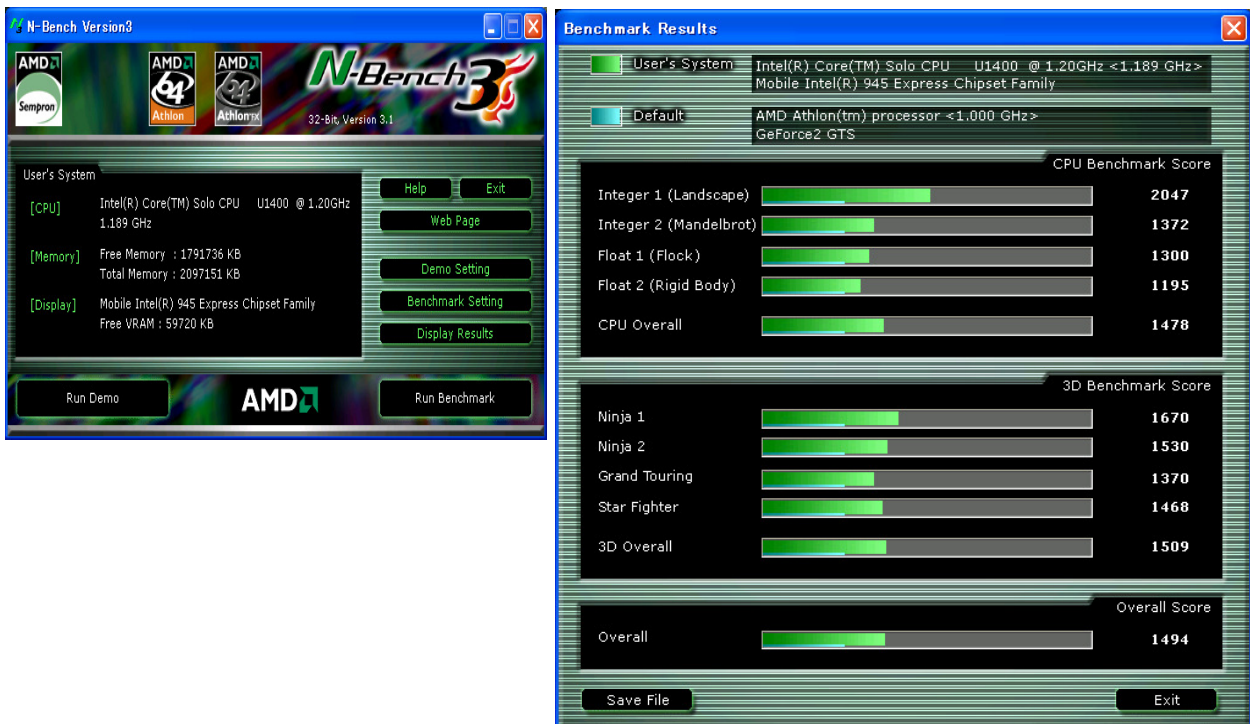 N-Bench Version3
AMD
Sempron
AMD
64
Athlon
AMD
64
Athlon FX
N-Bench 3
32-Bit, Version 3.1
User's System
[CPU] Intel(R) Core(TM) Solo CPU U1400 @ 1.20GHz
1.189 GHz
[Memory] Free Memory : 1791736 KB
Total Memory : 2097151 KB
[Display] Mobile Intel(R) 945 Express Chipset Family
Free VRAM : 59720 KB
Help Exit
Web Page
Demo Setting
Benchmark Setting
Display Results
Run Demo AMD Run Benchmark
Benchmark Results
User's System Intel(R) Core(TM) Solo CPU U1400 @ 1.20GHz <1.189 GHz>
Mobile Intel(R) 945 Express Chipset Family
Default AMD Athlon(tm) processor <1.000 GHz>
GeForce2 GTS
CPU Benchmark Score
Integer 1 (Landscape) 2047
Integer 2 (Mandelbrot) 1372
Float 1 (Flock) 1300
Float 2 (Rigid Body) 1195
CPU Overall 1478
3D Benchmark Score
Ninja 1 1670
Ninja 2 1530
Grand Touring 1370
Star Fighter 1468
3D Overall 1509
Overall Score
Overall 1494
Save File Exit